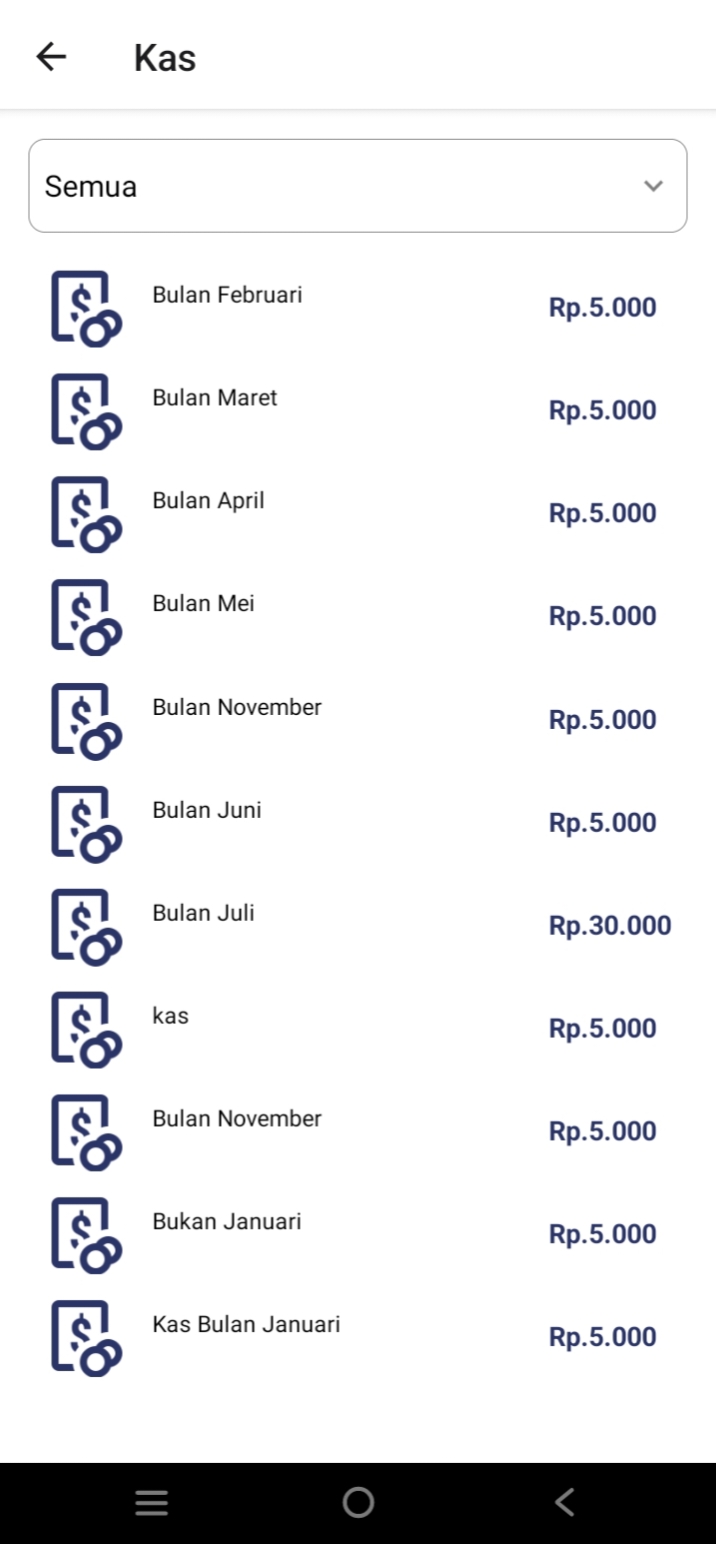 Kas
Semua
Bulan Februari
Rp.5.000
Bulan Maret
Rp.5.000
Bulan April
Rp.5.000
Bulan Mei
Rp.5.000
Bulan November
Rp.5.000
Bulan Juni
Rp.5.000
Bulan Juli
Rp.30.000
kas
Rp.5.000
Bulan November
Rp.5.000
Bukan Januari
Rp.5.000
Kas Bulan Januari
Rp.5.000